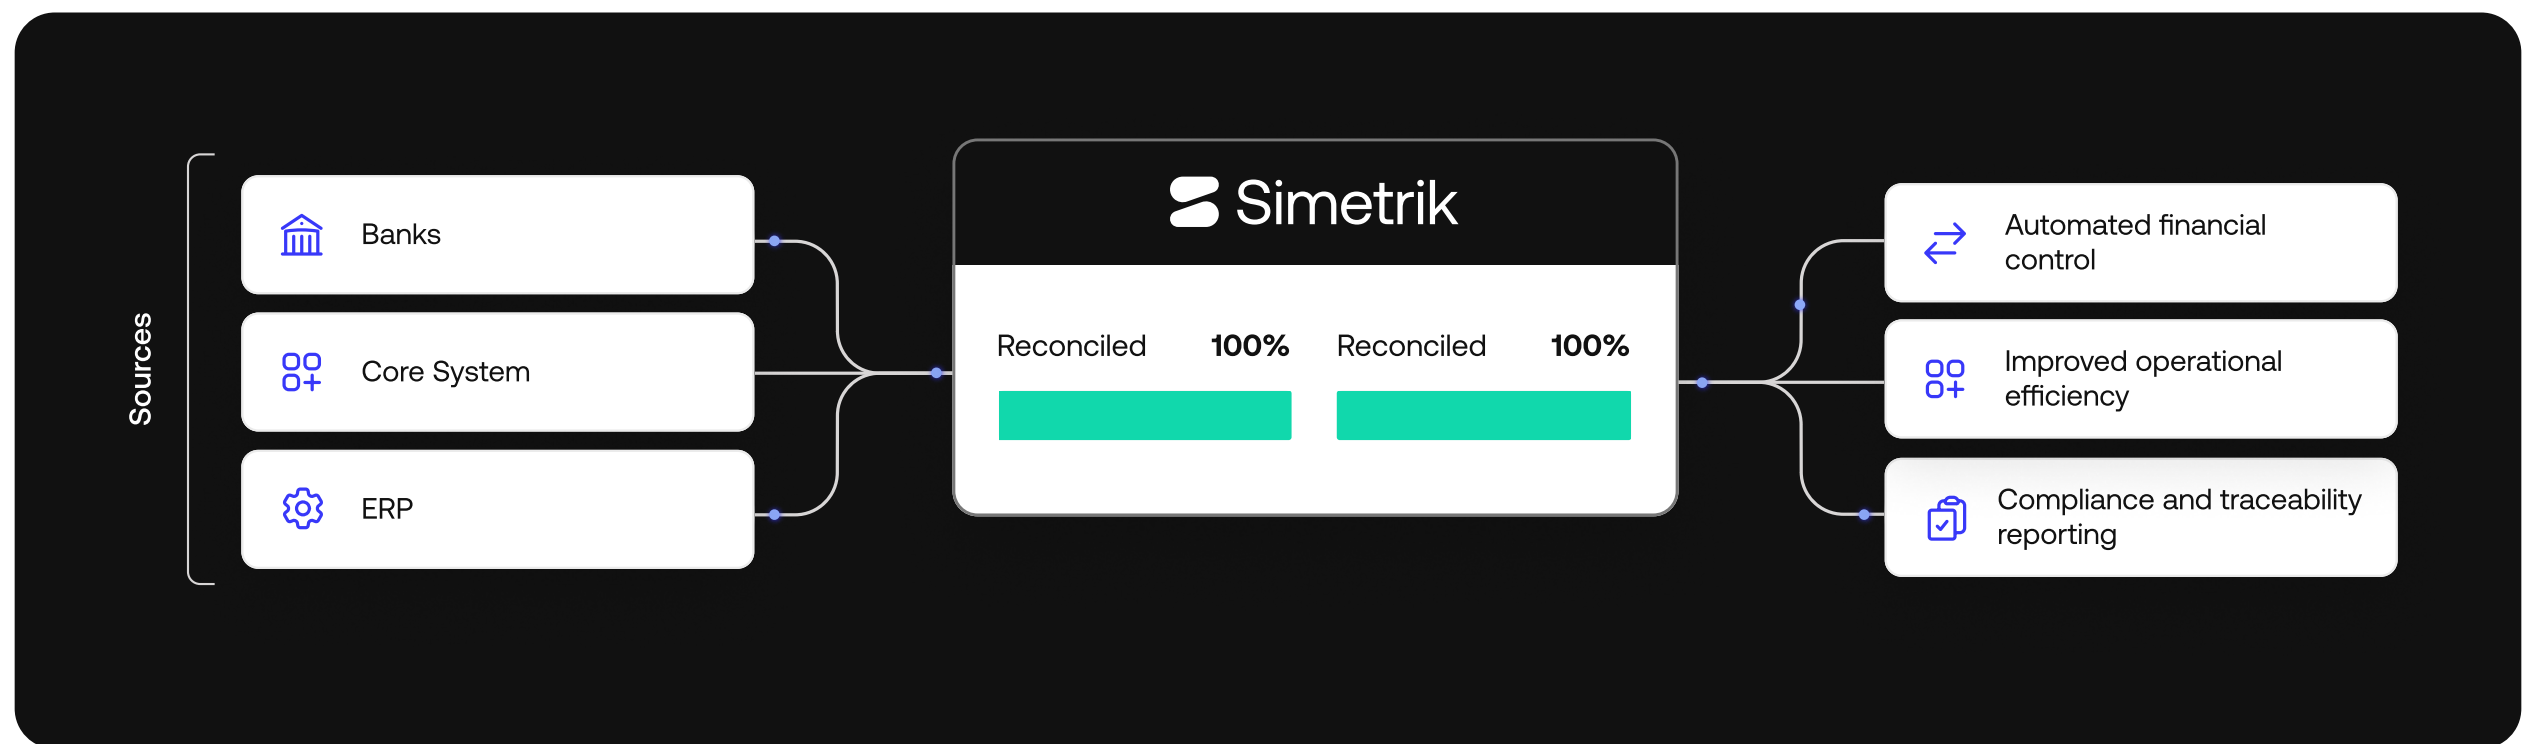 Sources
Banks
Core System
ERP
Simetrik
Reconciled 100%
Reconciled 100%
Automated financial
control
Improved operational
efficiency
Compliance and traceability
reporting